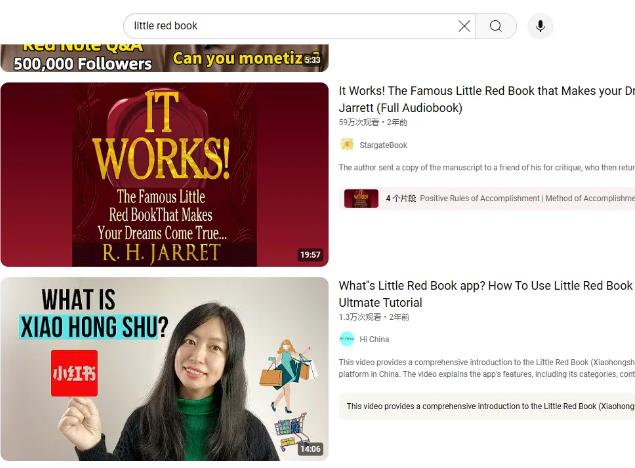 little red book
Red Note Q&A
500,000 Followers
Can you monetiz
5:33
IT
WORKS!
The Famous Little
Red BookThat Makes
Your Dreams Come True...
R. H. JARRET
19:57
It Works! The Famous Little Red Book that Makes your Dr
Jarrett (Full Audiobook)
59万次观看・2年前
StargateBook
The author sent a copy of the manuscript to a friend of his for critique, who then retur
4 个片段 Positive Rules of Accomplishment | Method of Accomplishme
WHAT IS
XIAO HONG SHU?
小红书
14:06
What's Little Red Book app? How To Use Little Red Book
Ultmate Tutorial
1.3万次观看・2年前
Hi China
This video provides a comprehensive introduction to the Little Red Book (Xiaohongsh
platform in China. The video explains the app's features, including its categories, cont
This video provides a comprehensive introduction to the Little Red Book (Xiaohong